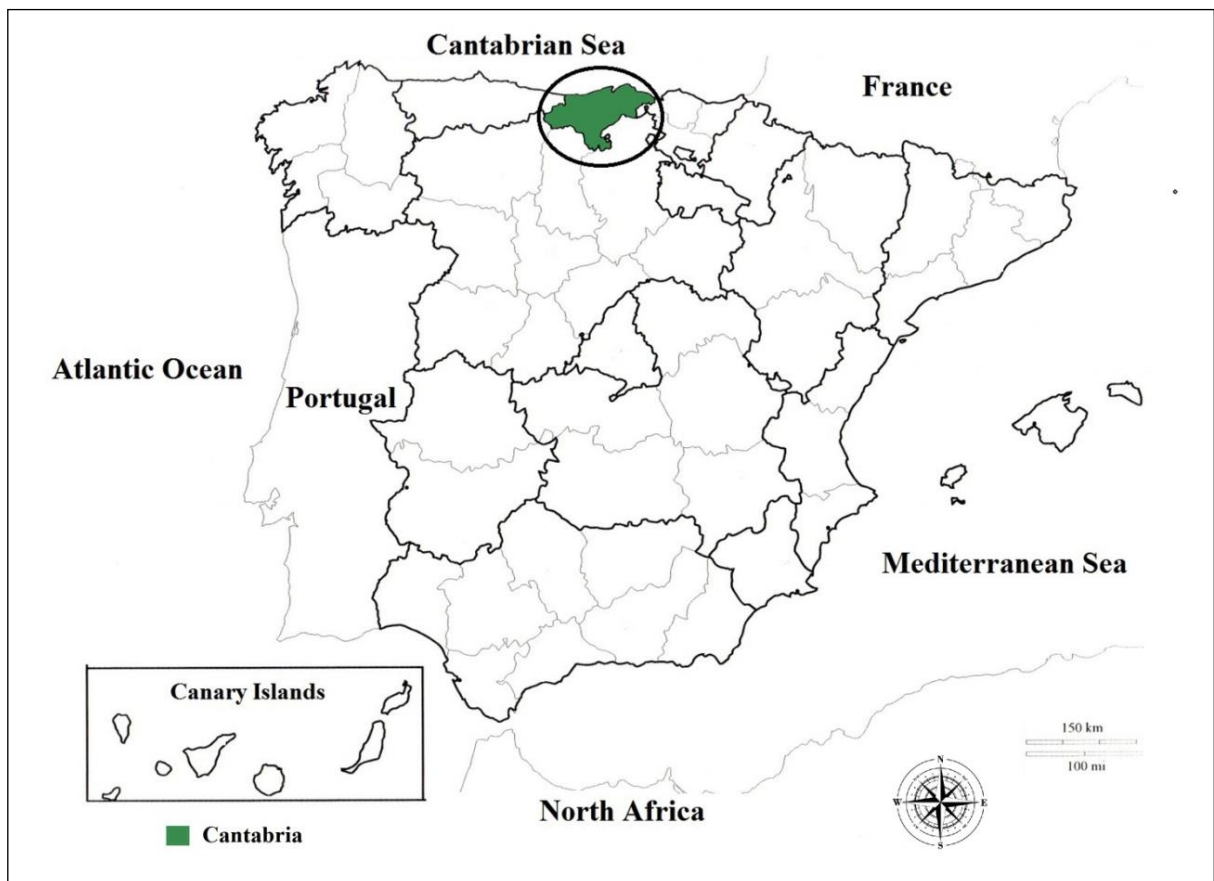 Cantabrian Sea
France
Atlantic Ocean
Portugal
Mediterranean Sea
Canary Islands
150 km
100 mi
N
W
E
S
North Africa
Cantabria